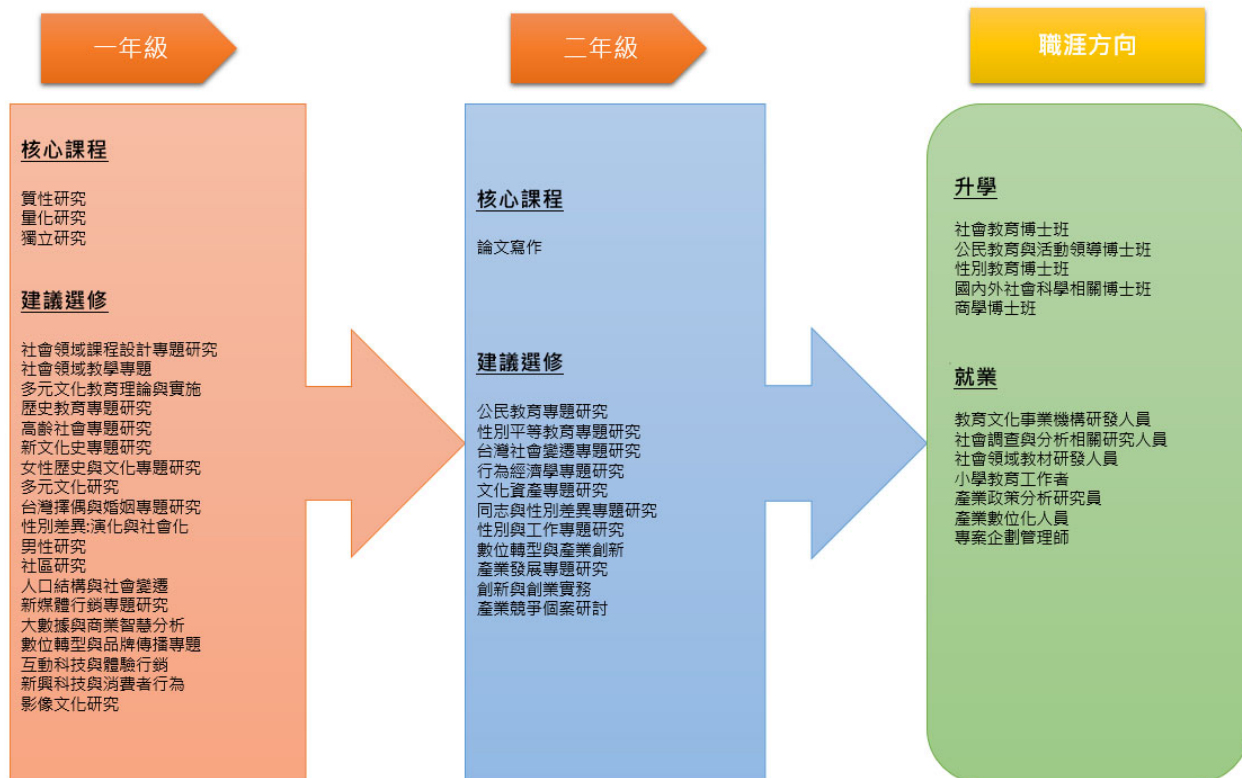 一年級
核心課程
質性研究
量化研究
獨立研究
建議選修
社會領域課程設計專題研究
社會領域教學專題
多元文化教育理論與實施
歷史教育專題研究
高齡社會專題研究
新文化史專題研究
女性歷史與文化專題研究
多元文化研究
台灣擇偶與婚姻專題研究
性別差異:演化與社會化
男性研究
社區研究
人口結構與社會變遷
新媒體行銷專題研究
大數據與商業智慧分析
數位轉型與品牌傳播專題
互動科技與體驗行銷
新興科技與消費者行為
影像文化研究
二年級
核心課程
論文寫作
建議選修
公民教育專題研究
性別平等教育專題研究
台灣社會變遷專題研究
行為經濟學專題研究
文化資產專題研究
同志與性別差異專題研究
性別與工作專題研究
數位轉型與產業創新
產業發展專題研究
創新與創業實務
產業競爭個案研討
職涯方向
升學
社會教育博士班
公民教育與活動領導博士班
性別教育博士班
國內外社會科學相關博士班
商學博士班
就業
教育文化事業機構研發人員
社會調查與分析相關研究人員
社會領域教材研發人員
小學教育工作者
產業政策分析研究員
產業數位化人員
專案企劃管理師